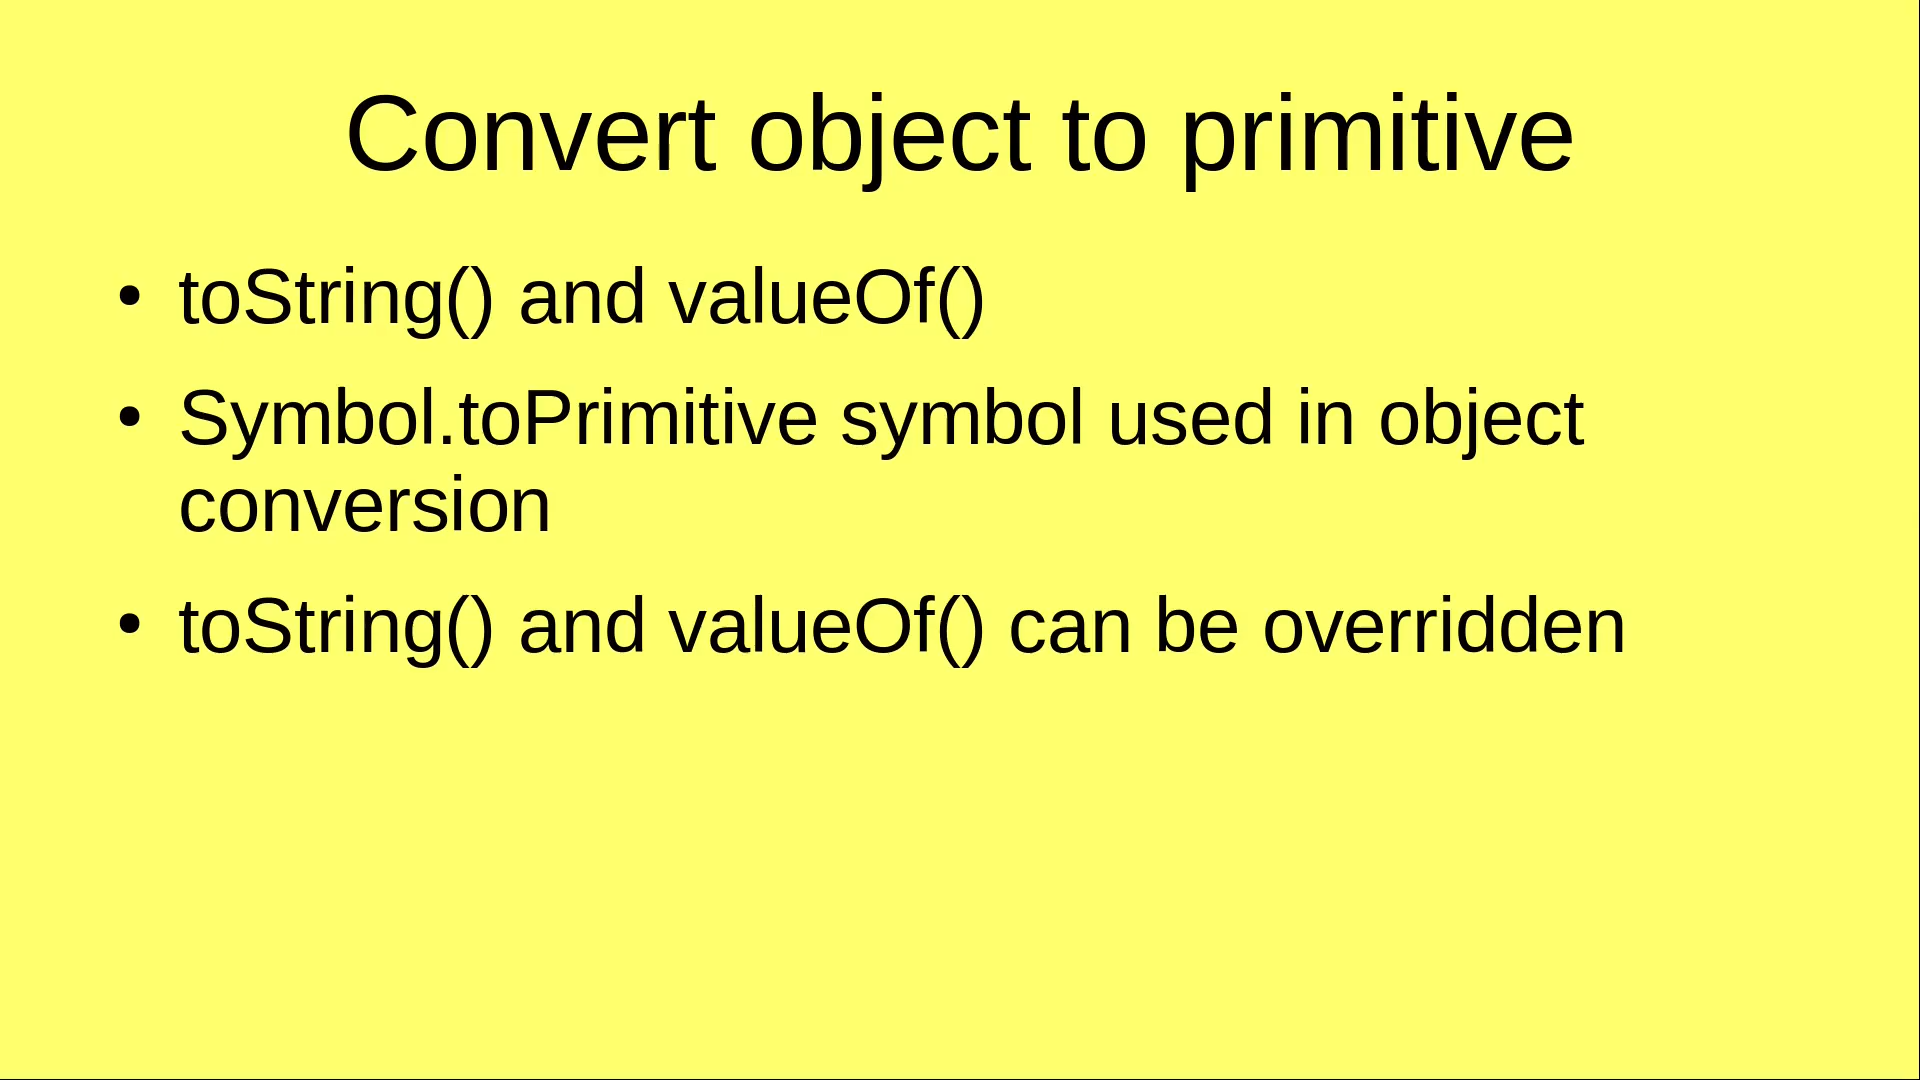 Convert object to primitive
• toString() and valueOf()
• Symbol.toPrimitive symbol used in object
conversion
• toString() and valueOf() can be overridden